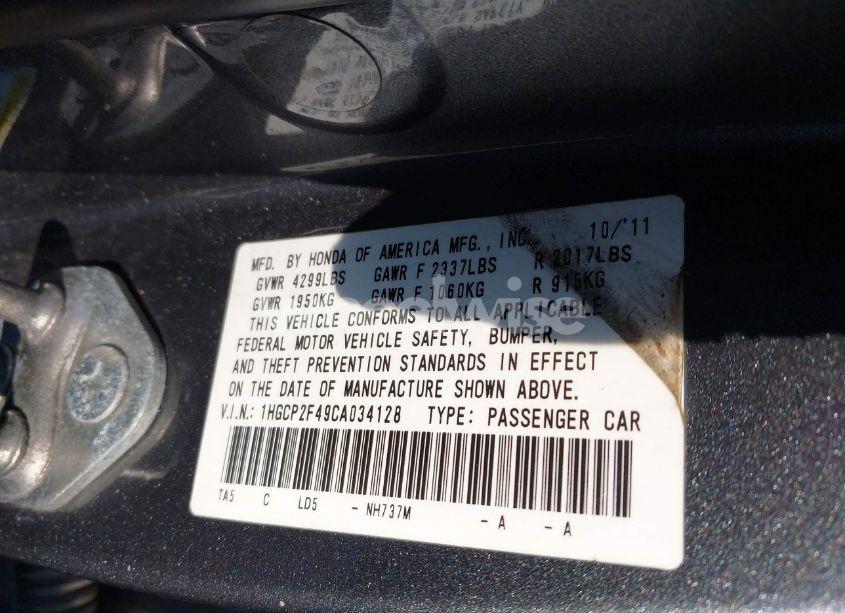 MFD. BY HONDA OF AMERICA MFG., INC. 10/'11
GVWR 4299LBS GAWR F 2337LBS R 2017LBS
GVWR 1950KG GAWR F 1060KG R 915KG
THIS VEHICLE CONFORMS TO ALL APPLICABLE
FEDERAL MOTOR VEHICLE SAFETY, BUMPER,
AND THEFT PREVENTION STANDARDS IN EFFECT
ON THE DATE OF MANUFACTURE SHOWN ABOVE.
V.I.N.: 1HGCP2F49CA034128 TYPE: PASSENGER CAR
TA5 C LD5 - NH737M - A - A